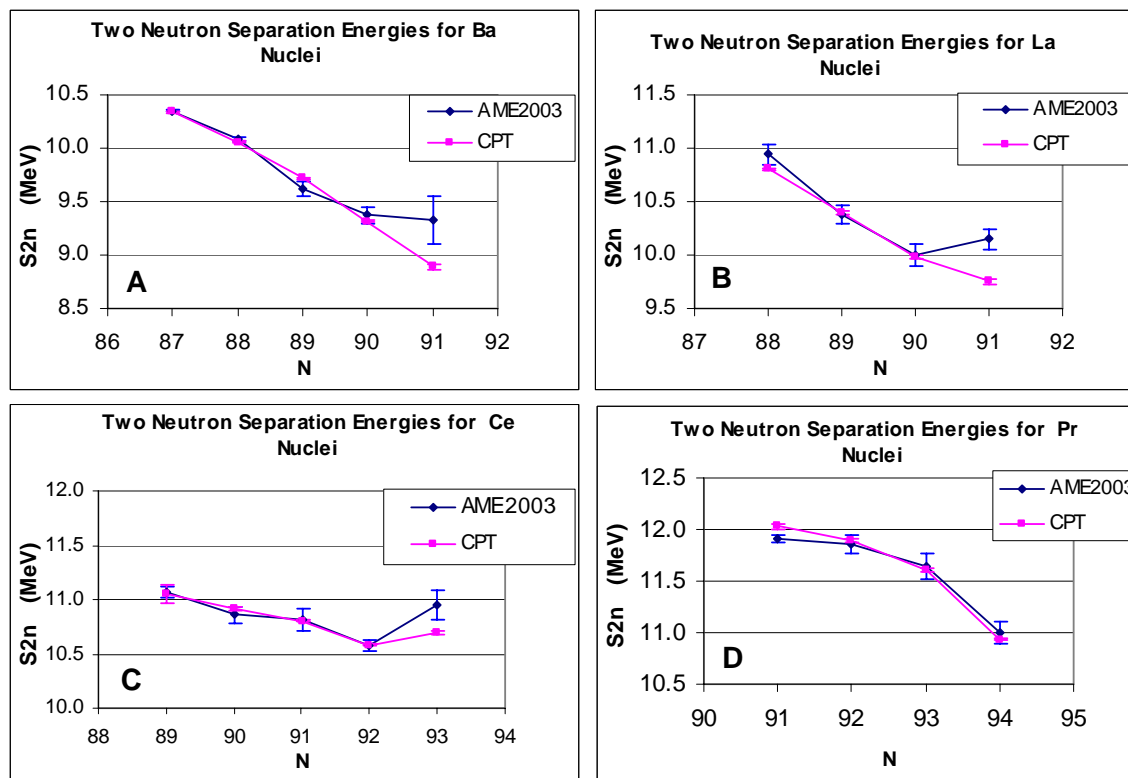 Two Neutron Separation Energies for Ba
Nuclei
10.5
10.0
9.5
9.0
8.5
S2n (MeV)
86 87 88 89 90 91 92
N
AME2003
CPT
A
Two Neutron Separation Energies for La
Nuclei
11.5
11.0
10.5
10.0
9.5
S2n (MeV)
87 88 89 90 91 92
N
AME2003
CPT
B
Two Neutron Separation Energies for Ce
Nuclei
12.0
11.5
11.0
10.5
10.0
S2n (MeV)
88 89 90 91 92 93 94
N
AME2003
CPT
C
Two Neutron Separation Energies for Pr
Nuclei
12.5
12.0
11.5
11.0
10.5
S2n (MeV)
90 91 92 93 94 95
N
AME2003
CPT
D